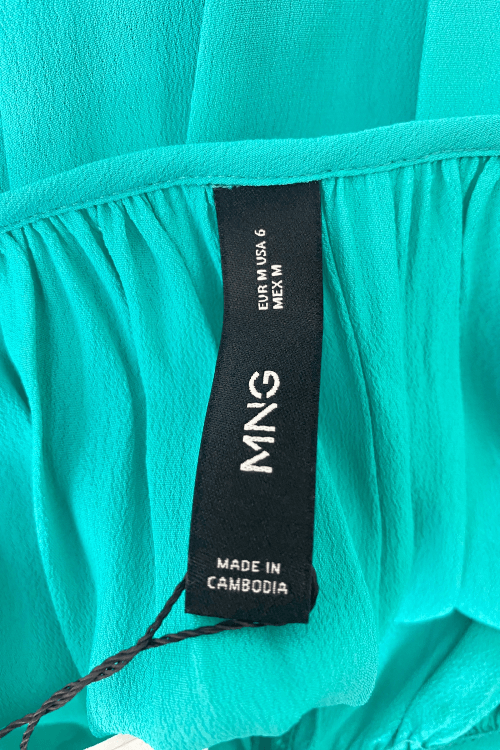 EUR M USA 6
MEX M
MNG
MADE IN
CAMBODIA